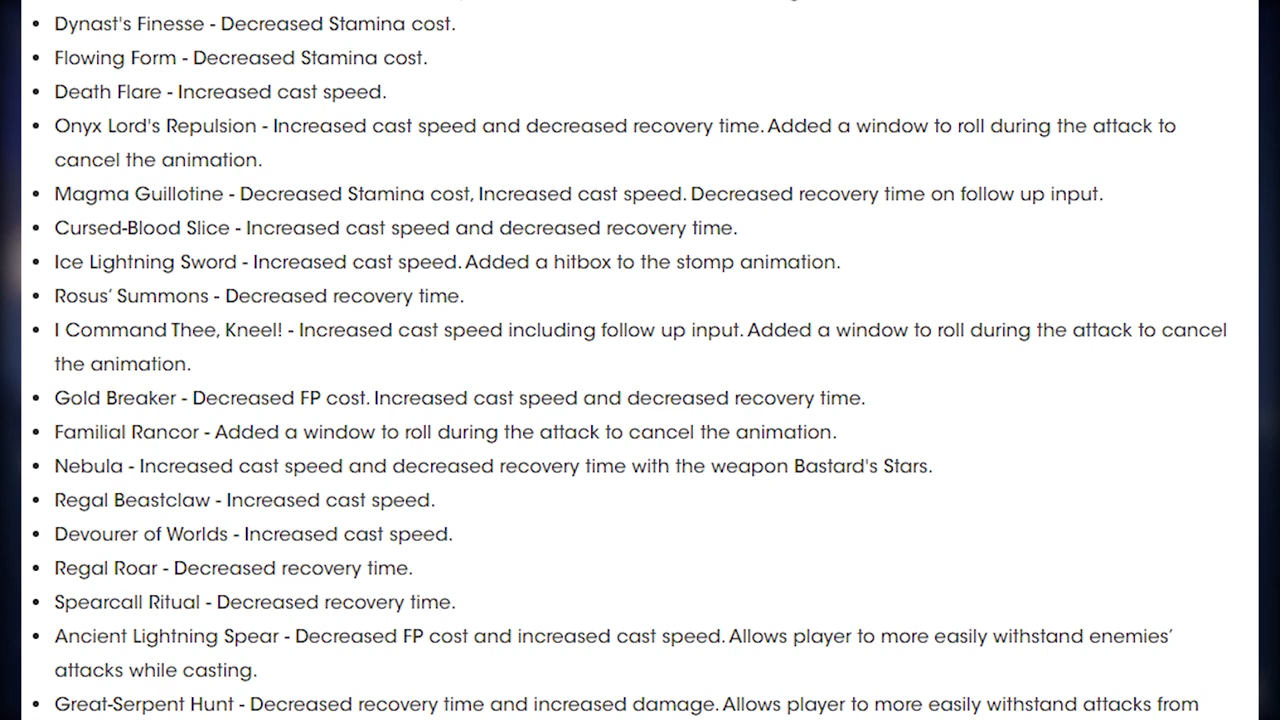 • Dynast's Finesse - Decreased Stamina cost.
• Flowing Form - Decreased Stamina cost.
• Death Flare - Increased cast speed.
• Onyx Lord's Repulsion - Increased cast speed and decreased recovery time. Added a window to roll during the attack to
cancel the animation.
• Magma Guillotine - Decreased Stamina cost, Increased cast speed. Decreased recovery time on follow up input.
• Cursed-Blood Slice - Increased cast speed and decreased recovery time.
• Ice Lightning Sword - Increased cast speed. Added a hitbox to the stomp animation.
• Rosus’ Summons - Decreased recovery time.
• I Command Thee, Kneel! - Increased cast speed including follow up input. Added a window to roll during the attack to cancel
the animation.
• Gold Breaker - Decreased FP cost. Increased cast speed and decreased recovery time.
• Familial Rancor - Added a window to roll during the attack to cancel the animation.
• Nebula - Increased cast speed and decreased recovery time with the weapon Bastard's Stars.
• Regal Beastclaw - Increased cast speed.
• Devourer of Worlds - Increased cast speed.
• Regal Roar - Decreased recovery time.
• Spearcall Ritual - Decreased recovery time.
• Ancient Lightning Spear - Decreased FP cost and increased cast speed. Allows player to more easily withstand enemies’
attacks while casting.
• Great-Serpent Hunt - Decreased recovery time and increased damage. Allows player to more easily withstand attacks from